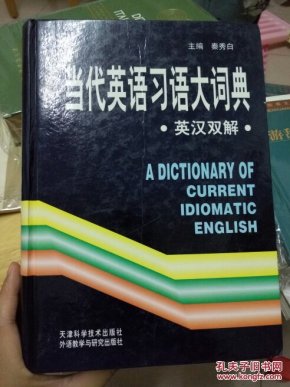 主编 秦秀白
当代英语习语大词典
·英汉双解·
A DICTIONARY OF
CURRENT
IDIOMATIC
ENGLISH
天津科学技术出版社
外语教学与研究出版社
孔夫子旧书网